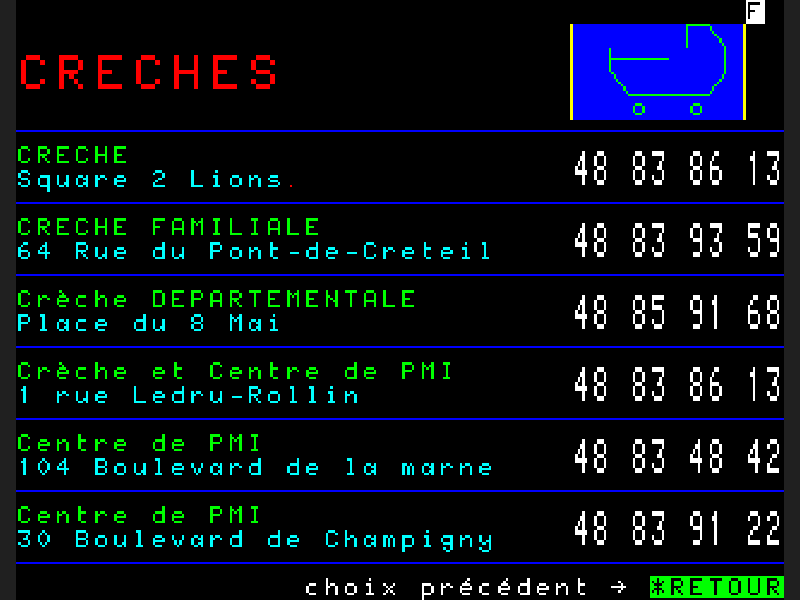 F
CRECHES
CRECHE
Square 2 Lions.
48 83 86 13
CRECHE FAMILIALE
64 Rue du Pont-de-Creteil
48 83 93 59
Crèche DEPARTEMENTALE
Place du 8 Mai
48 85 91 68
Crèche et Centre de PMI
1 rue Ledru-Rollin
48 83 86 13
Centre de PMI
104 Boulevard de la marne
48 83 48 42
Centre de PMI
30 Boulevard de Champigny
48 83 91 22
choix précédent → *RETOUR